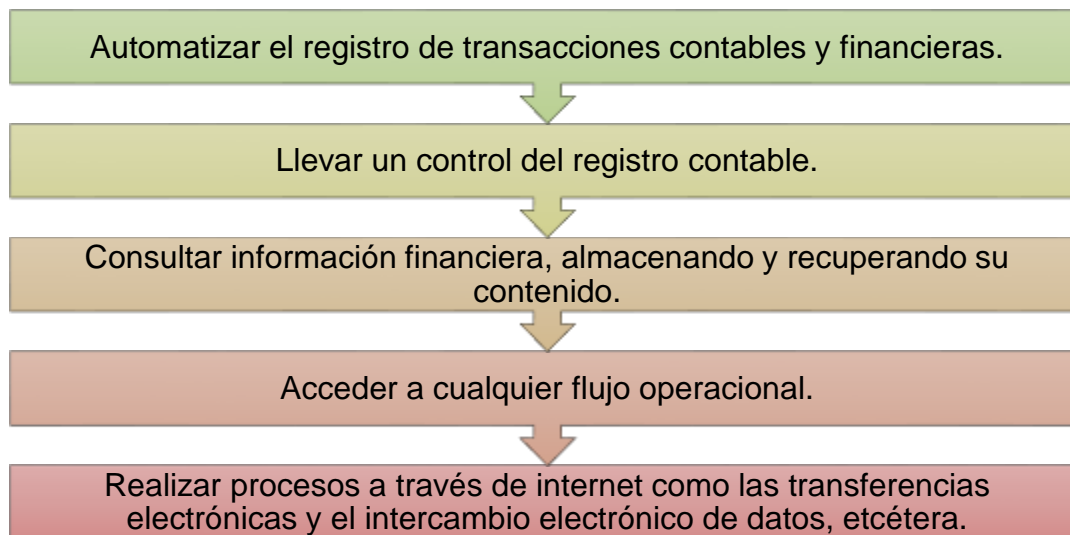 Automatizar el registro de transacciones contables y financieras.
Llevar un control del registro contable.
Consultar información financiera, almacenando y recuperando su
contenido.
Acceder a cualquier flujo operacional.
Realizar procesos a través de internet como las transferencias
electrónicas y el intercambio electrónico de datos, etcétera.